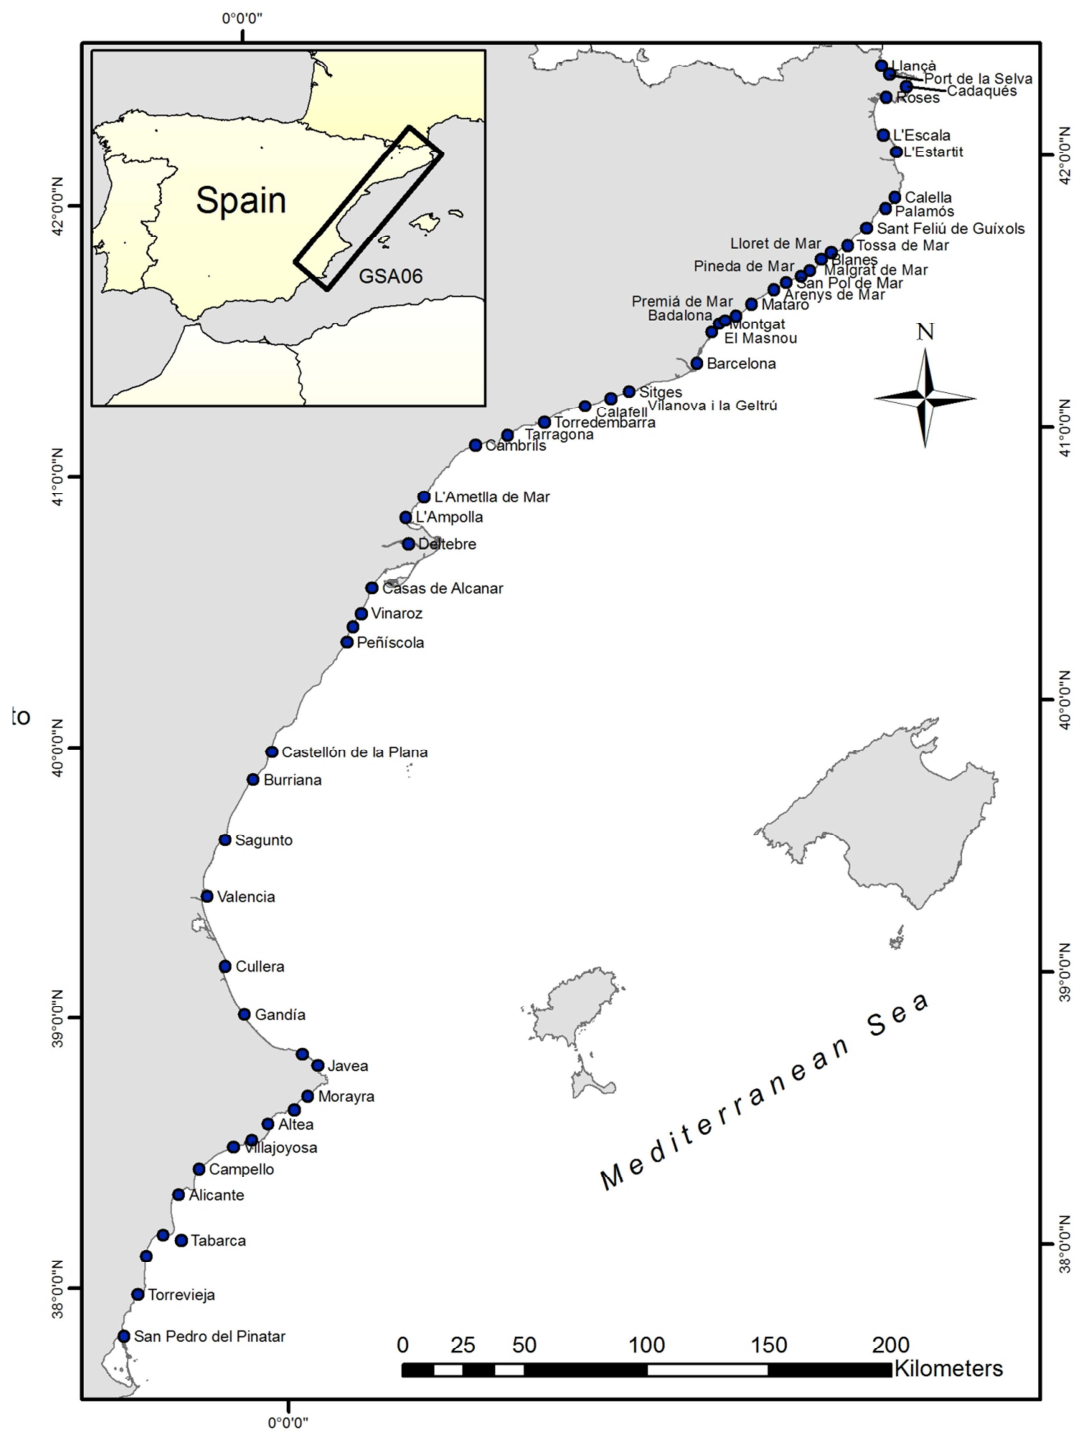 0°0'0"
Llançà
Port de la Selva
Cadaqués
Roses
L'Escala
L'Estartit
42°0'0"N
42°0'0"N
Spain
GSA06
Calella
Palamós
Sant Feliú de Guíxols
Lloret de Mar
Tossa de Mar
Blanes
Pineda de Mar
Malgrat de Mar
San Pol de Mar
Arenys de Mar
Premiá de Mar
Mataró
Badalona
Montgat
El Masnou
N
Barcelona
Sitges
Vilanova i la Geltrú
Calafell
Torredembarra
Tarragona
Cambrils
41°0'0"N
41°0'0"N
L'Ametlla de Mar
L'Ampolla
Deltebre
Casas de Alcanar
Vinaroz
Peñíscola
to
40°0'0"N
40°0'0"N
Castellón de la Plana
Burriana
Sagunto
Valencia
Cullera
39°0'0"N
39°0'0"N
Gandía
Mediterranean Sea
Javea
Morayra
Altea
Villajoyosa
Campello
Alicante
Tabarca
38°0'0"N
38°0'0"N
Torrevieja
San Pedro del Pinatar
0 25 50 100 150 200
Kilometers
0°0'0"